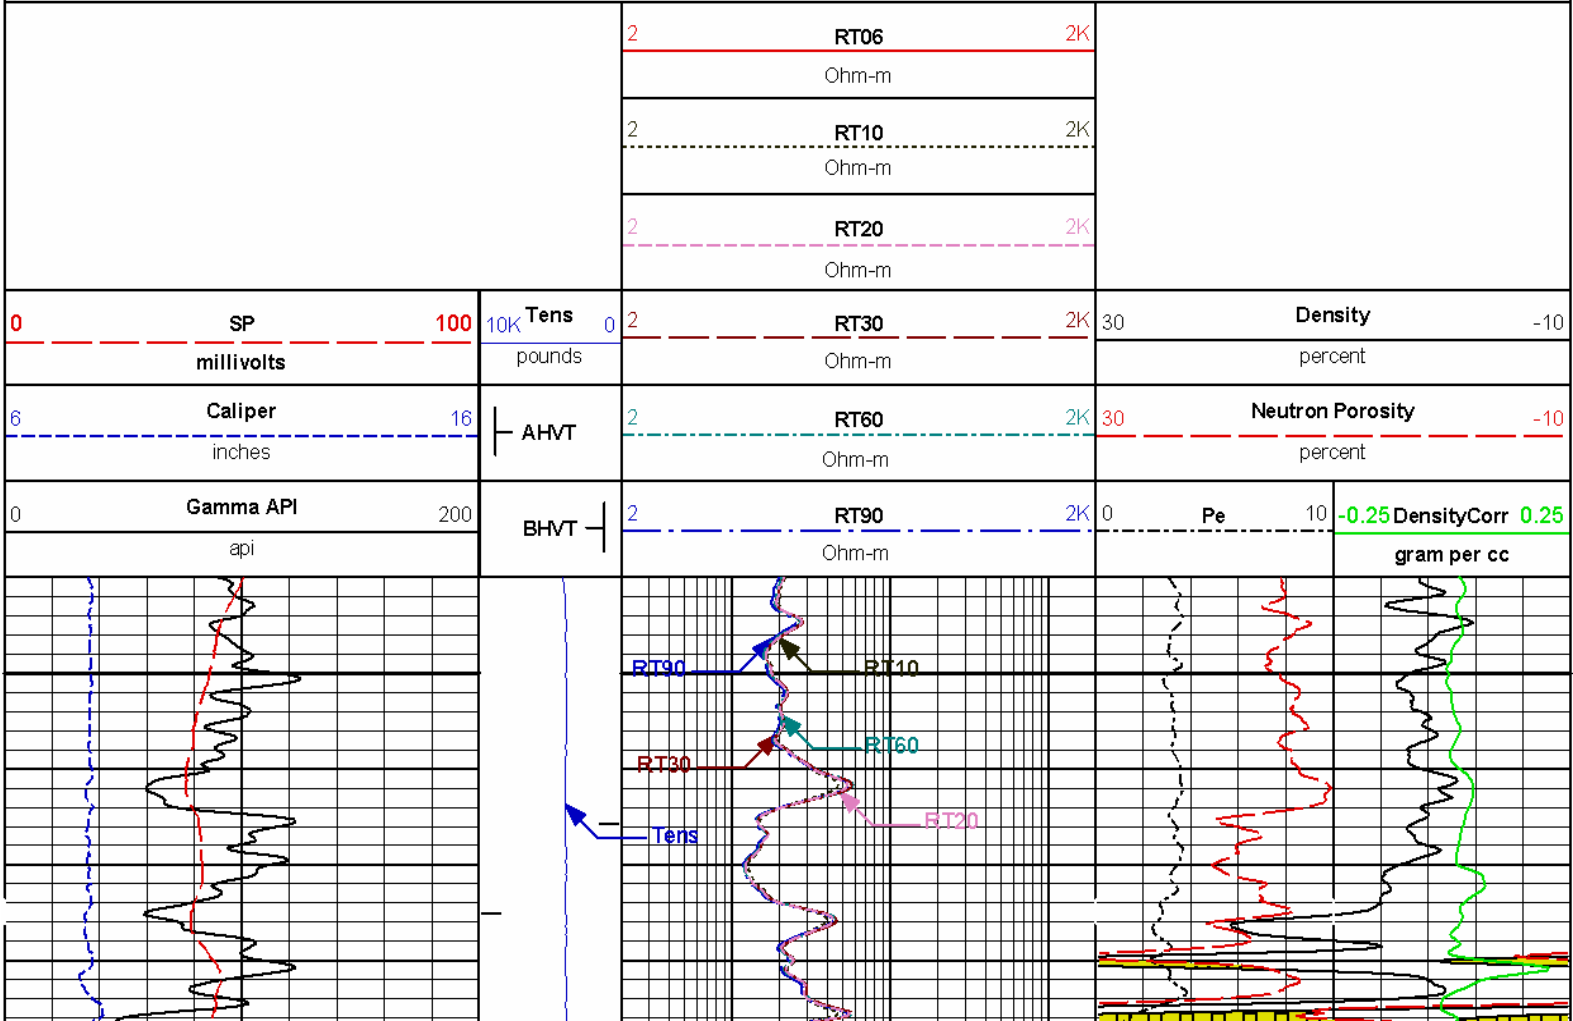 2 RT06 2K
Ohm-m
2 RT10 2K
Ohm-m
2 RT20 2K
Ohm-m
0 SP 100
millivolts
10K Tens 0
pounds
2 RT30 2K
Ohm-m
30 Density -10
percent
6 Caliper 16
inches
AHVT
2 RT60 2K
Ohm-m
30 Neutron Porosity -10
percent
0 Gamma API 200
api
BHVT
2 RT90 2K
Ohm-m
0 Pe 10
-0.25 DensityCorr 0.25
gram per cc
RT90
RT10
RT60
RT30
RT20
Tens